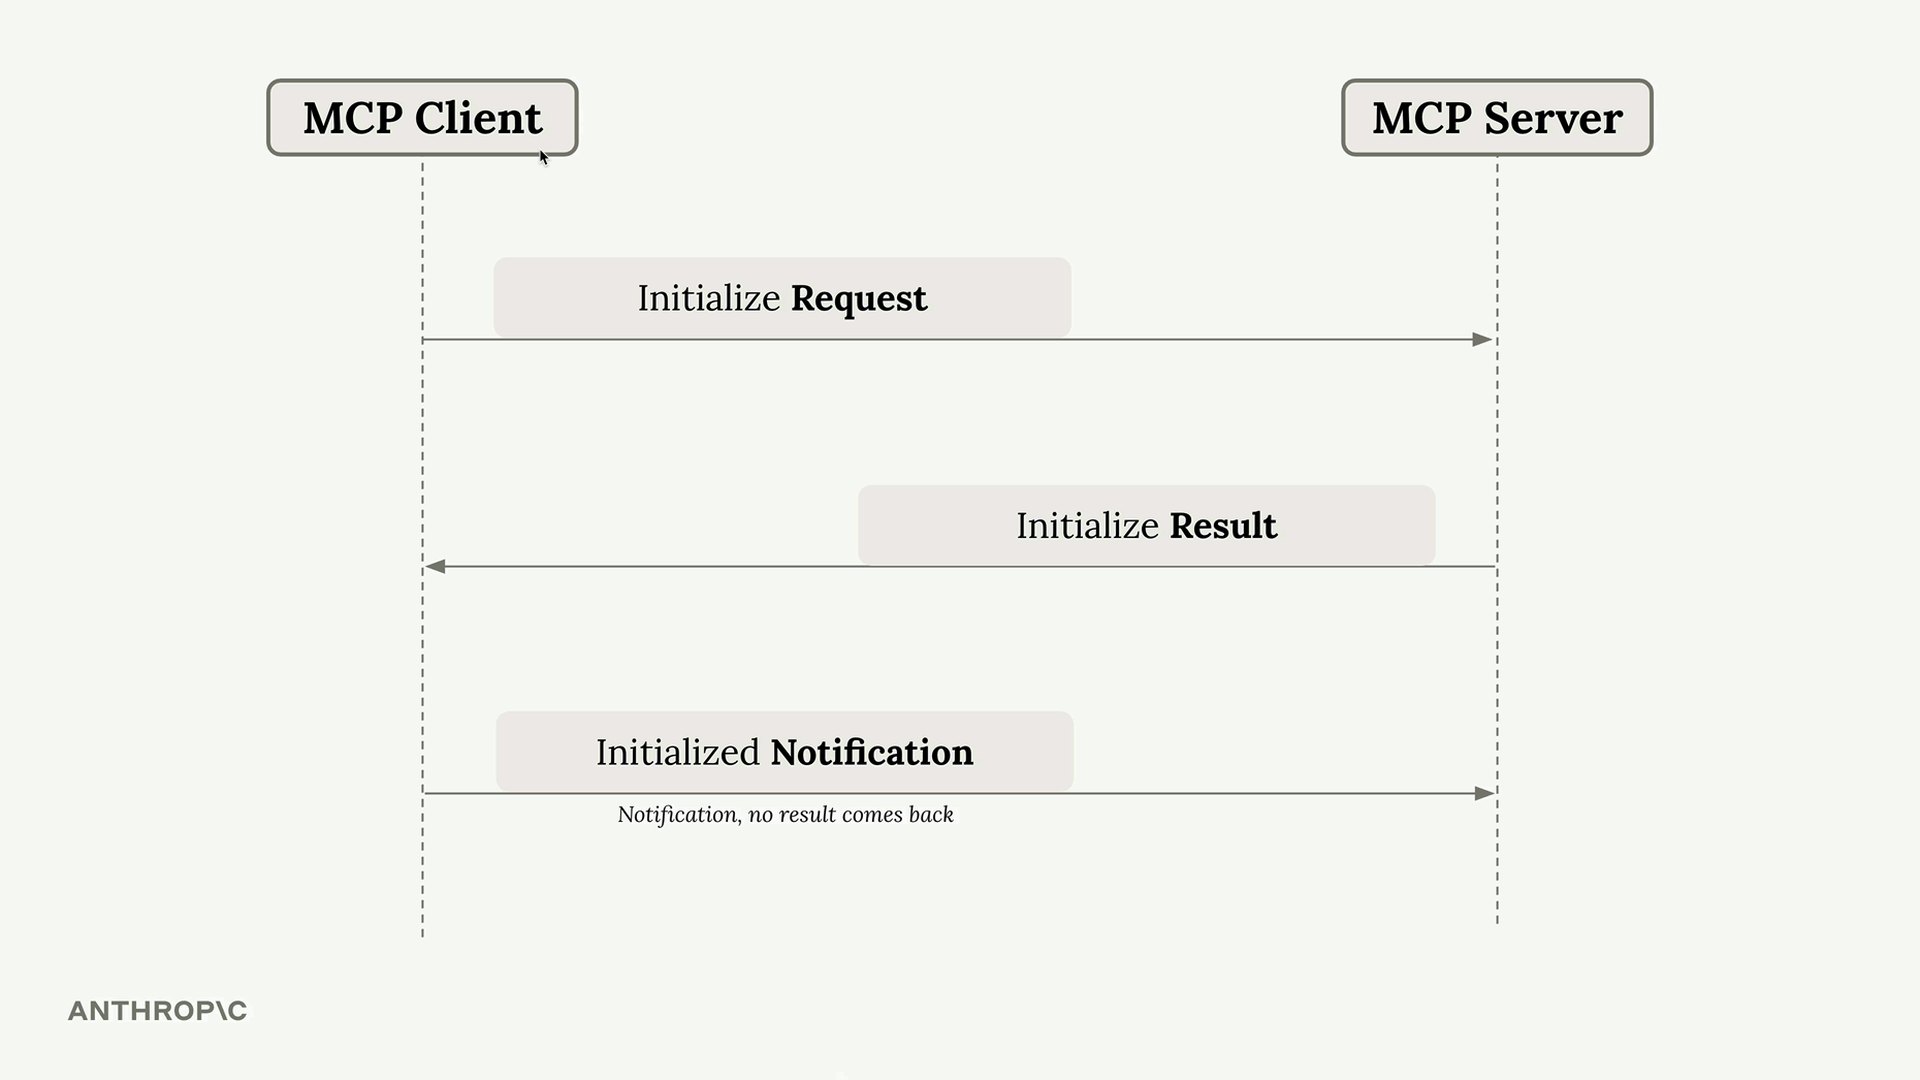 MCP Client
MCP Server
Initialize Request
Initialize Result
Initialized Notification
Notification, no result comes back
ANTHROP\C